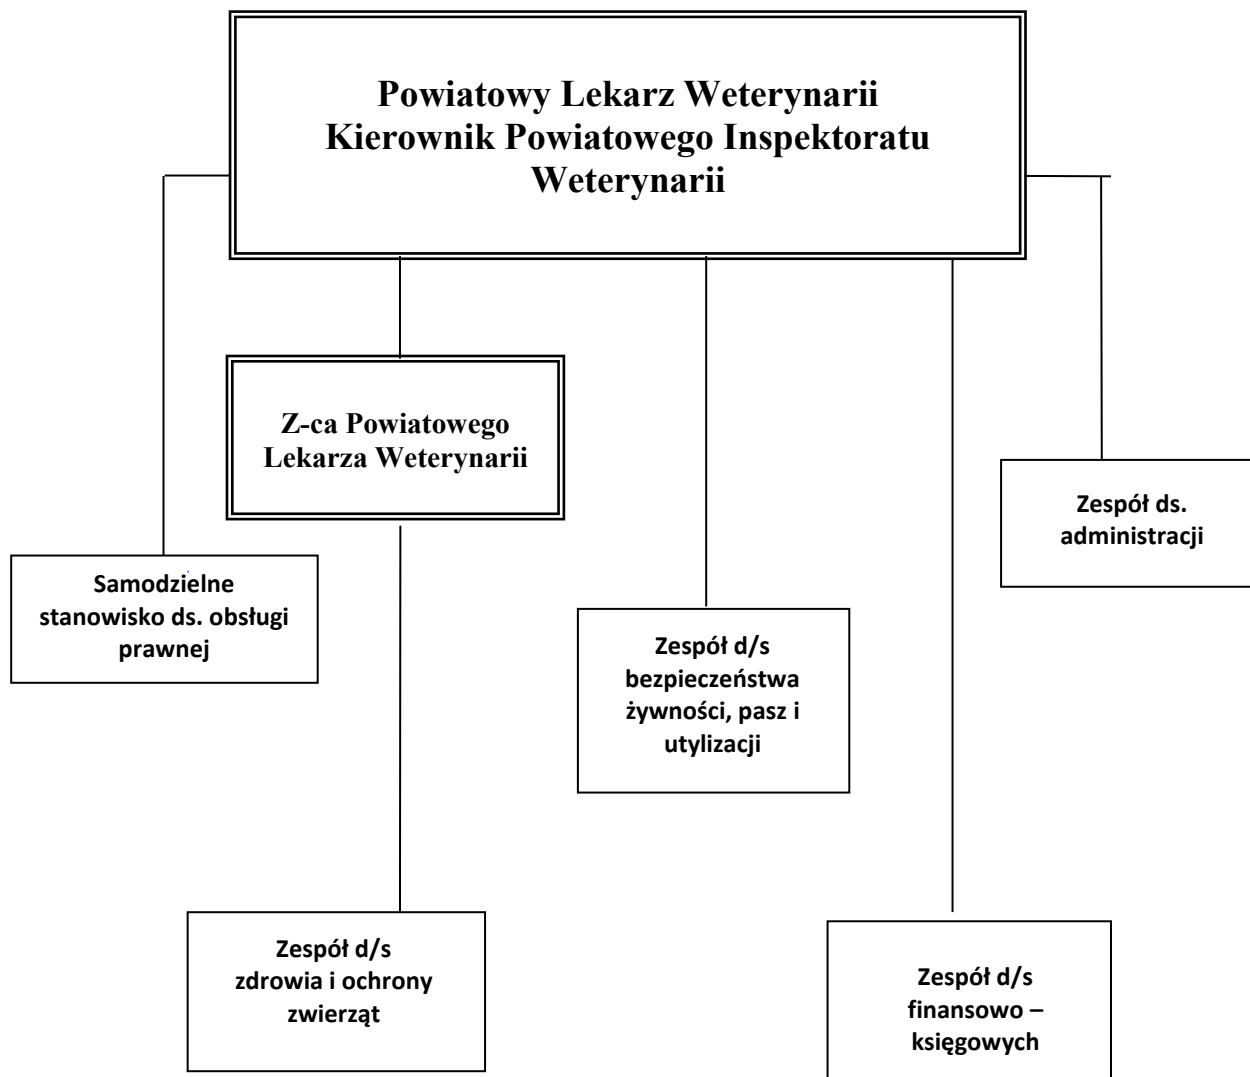 Powiatowy Lekarz Weterynarii
Kierownik Powiatowego Inspektoratu
Weterynarii
Z-ca Powiatowego
Lekarza Weterynarii
Zespół ds.
administracji
Samodzielne
stanowisko ds. obsługi
prawnej
Zespół d/s
bezpieczeństwa
żywności, pasz i
utylizacji
Zespół d/s
zdrowia i ochrony
zwierząt
Zespół d/s
finansowo –
księgowych